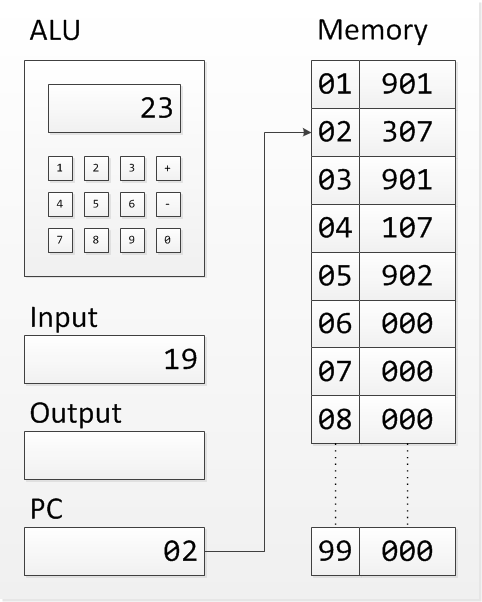 ALU
23
1 2 3 +
4 5 6 -
7 8 9 0
Input
19
Output
PC
02
Memory
01 901
02 307
03 901
04 107
05 902
06 000
07 000
08 000
99 000